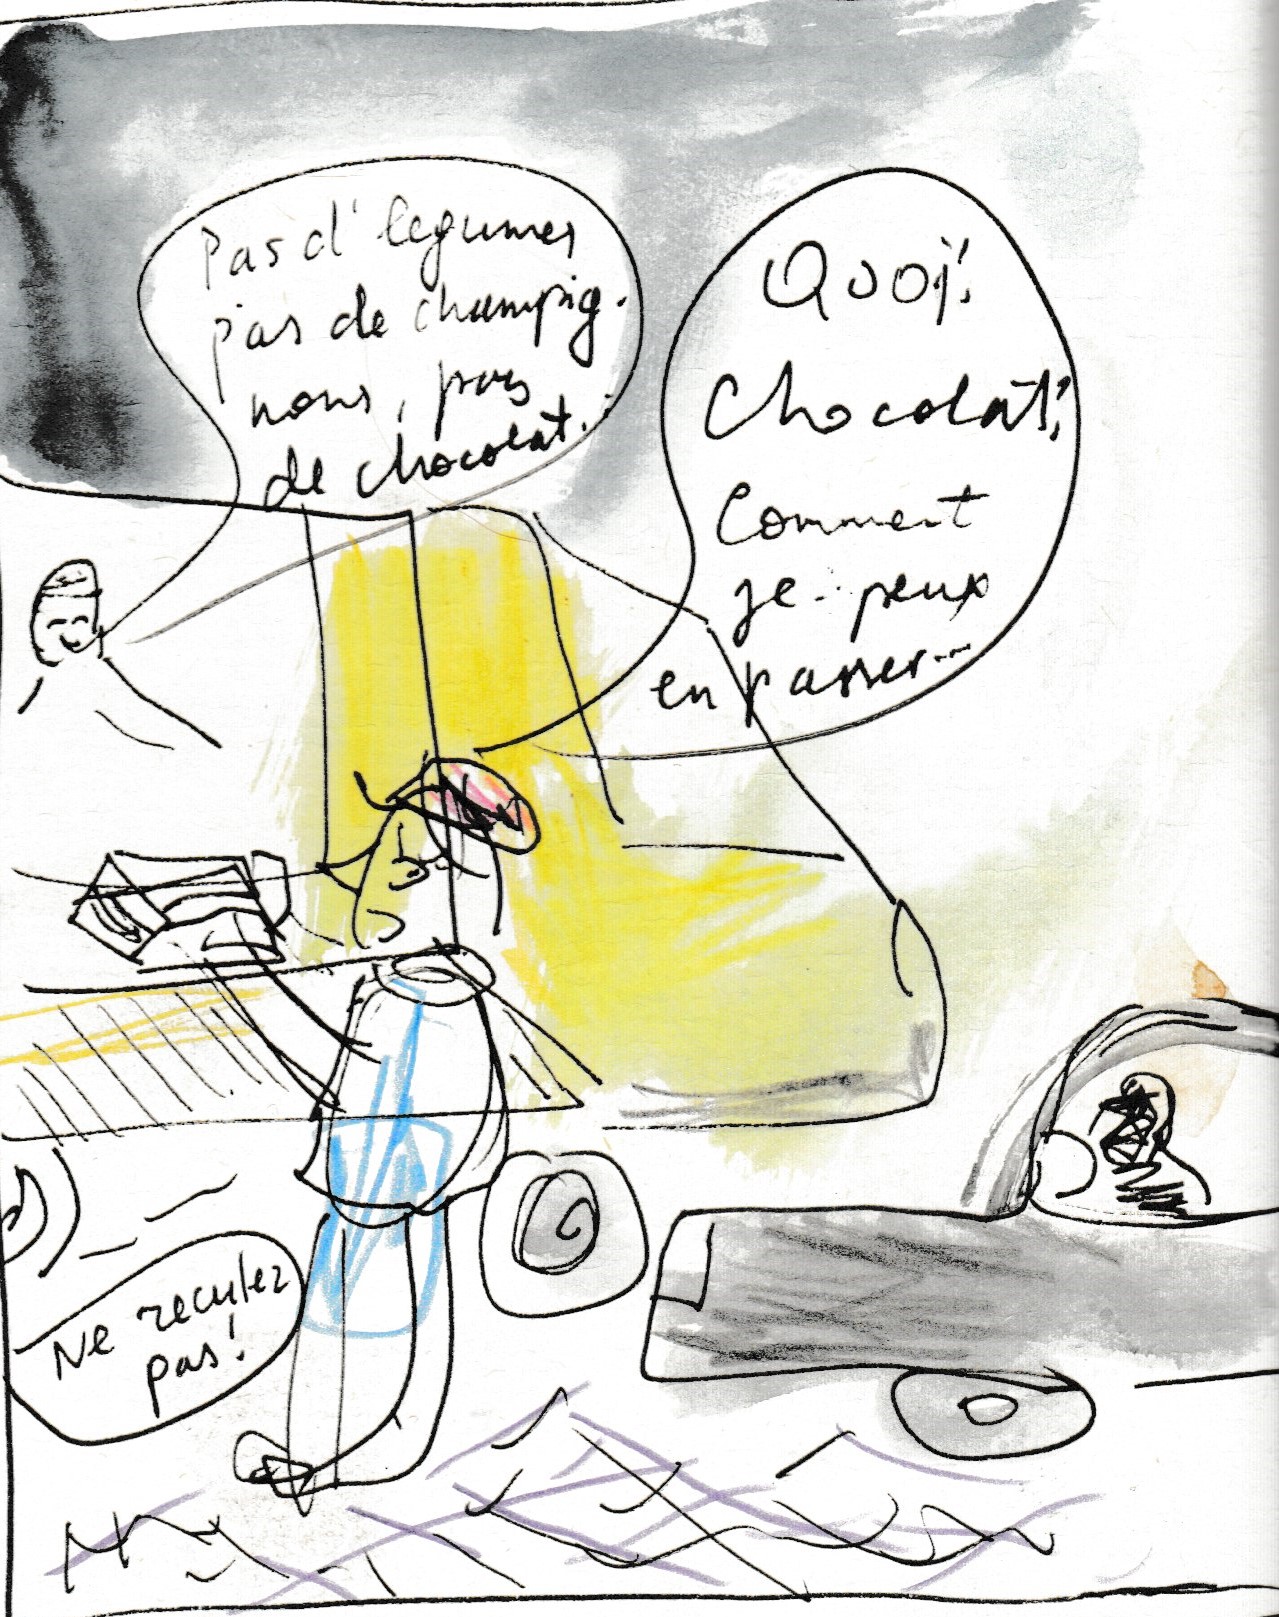 Pas d' legumes
pas de champig.
nons, pas
de chocolat.
Quoi!
Chocolat!
Comment
je.. peux
en passer...
Ne reculez
pas!